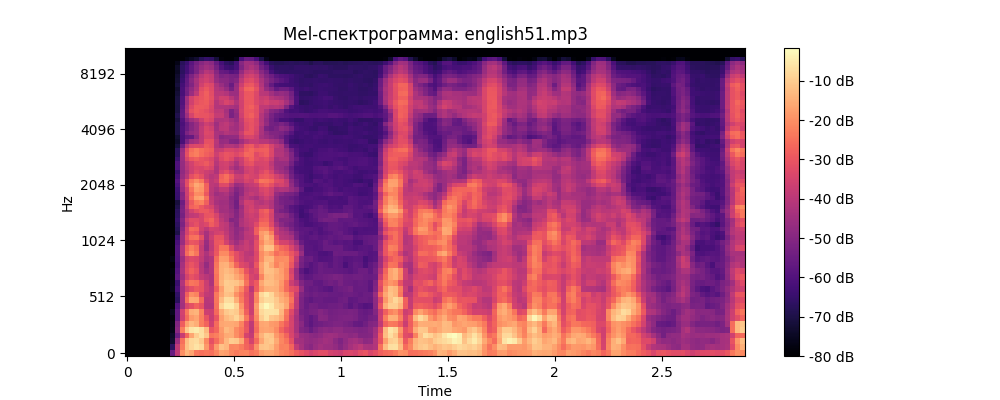 Mel-спектрограмма: english51.mp3
8192
4096
2048
1024
512
0
Hz
0 0.5 1 1.5 2 2.5
Time
-10 dB
-20 dB
-30 dB
-40 dB
-50 dB
-60 dB
-70 dB
-80 dB